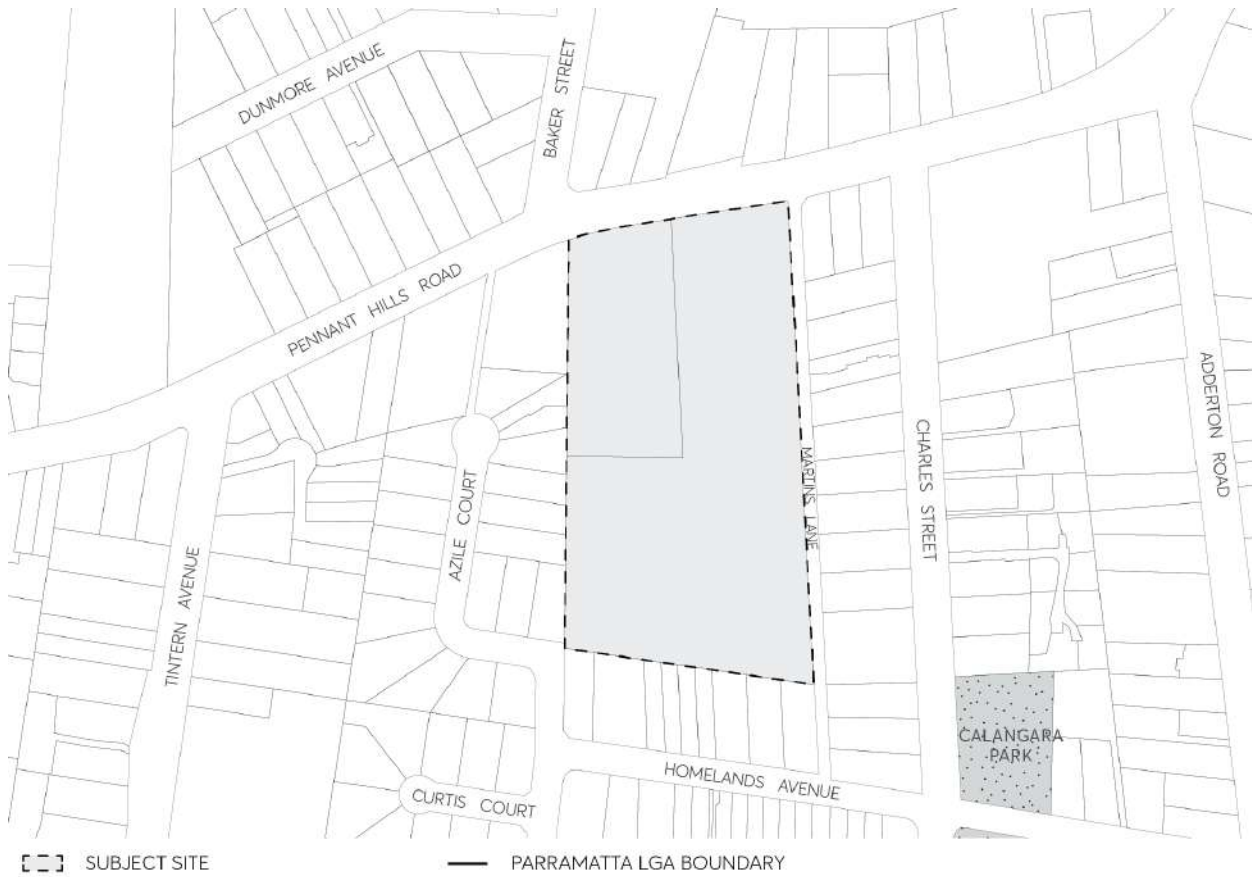 DUNMORE AVENUE
BAKER STREET
PENNANT HILLS ROAD
ADDERTON ROAD
CHARLES STREET
MARTINS LANE
AZILE COURT
TINTERN AVENUE
CALANGARA
PARK
HOMELANDS AVENUE
CURTIS COURT
SUBJECT SITE
PARRAMATTA LGA BOUNDARY